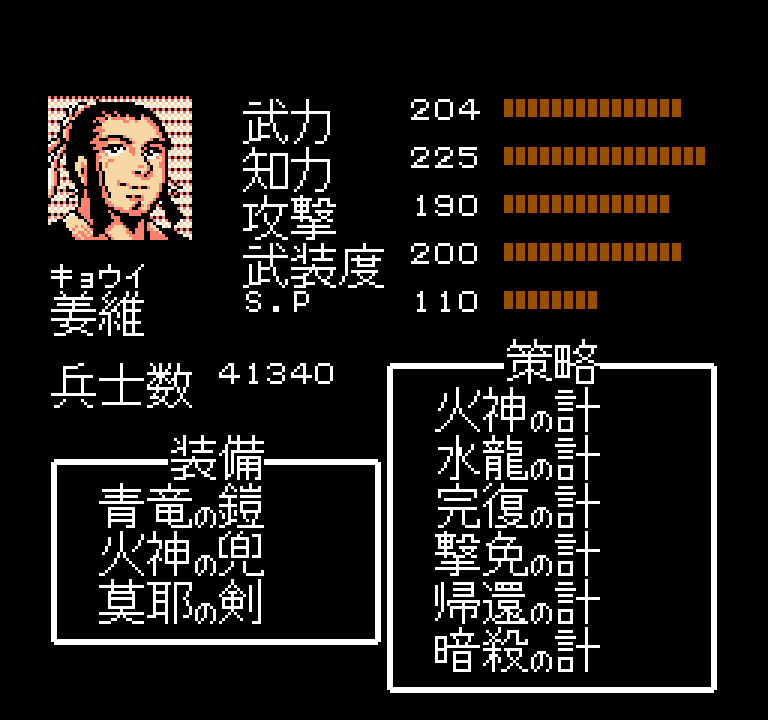 武力 204
知力 225
攻撃 190
武装度 200
S.P 110
キョウイ
姜維
兵士数 41340
装備
青竜の鎧
火神の兜
莫耶の剣
策略
火神の計
水龍の計
完復の計
撃免の計
帰還の計
暗殺の計